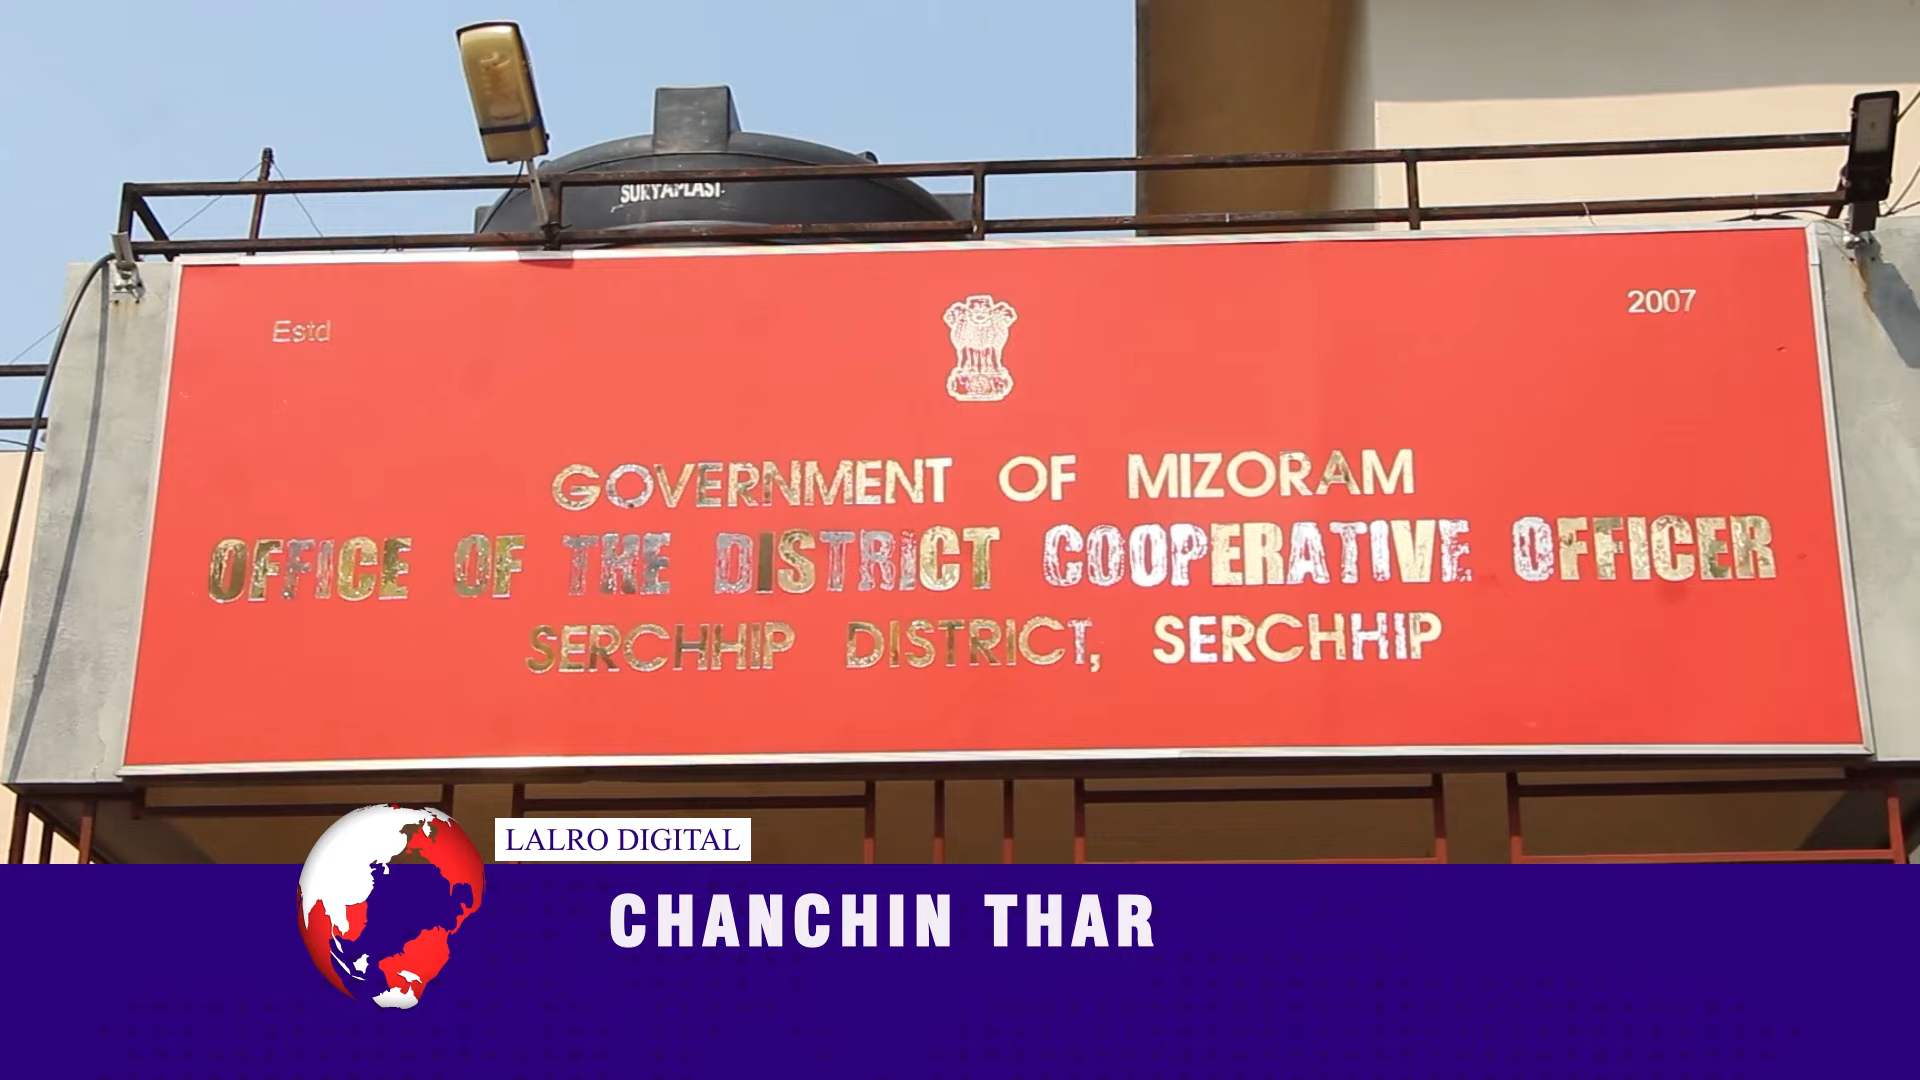 SURYAPLAST
Estd
2007
GOVERNMENT OF MIZORAM
OFFICE OF THE DISTRICT COOPERATIVE OFFICER
SERCHHIP DISTRICT, SERCHHIP
LALRO DIGITAL
CHANCHIN THAR